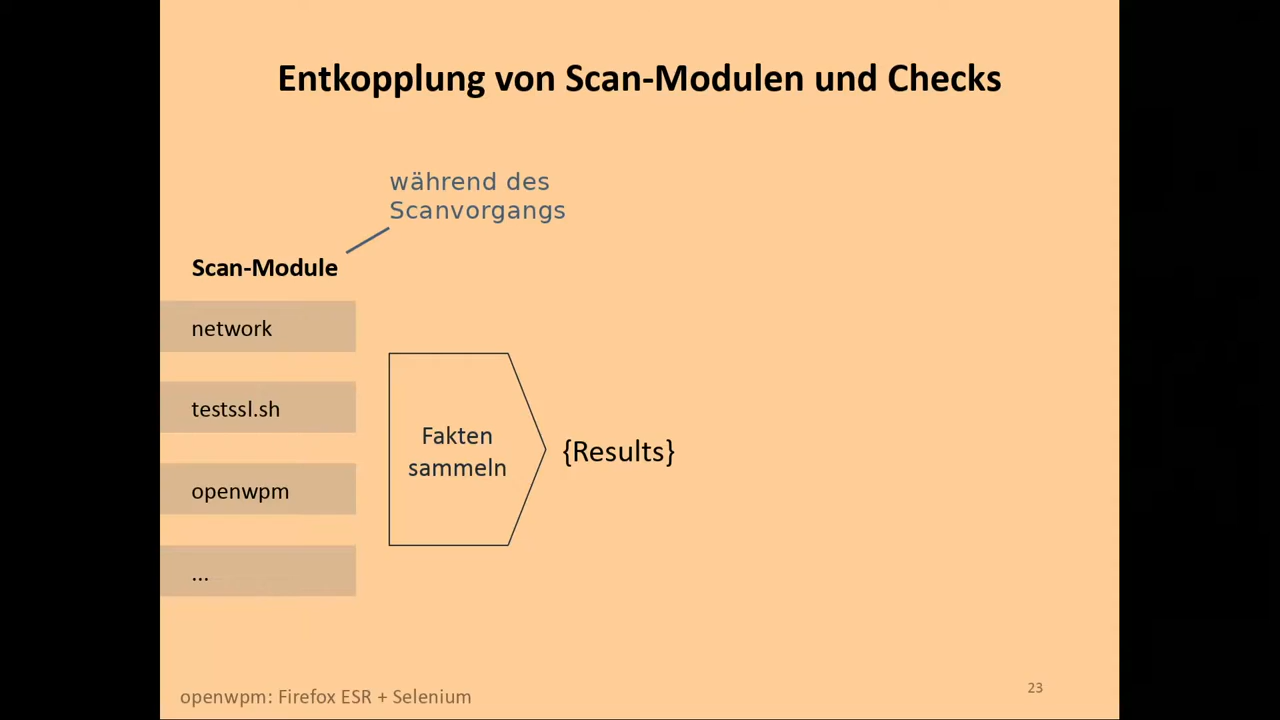 Entkopplung von Scan-Modulen und Checks
während des
Scanvorgangs
Scan-Module
network
testssl.sh
openwpm
...
Fakten
sammeln
{Results}
openwpm: Firefox ESR + Selenium
23